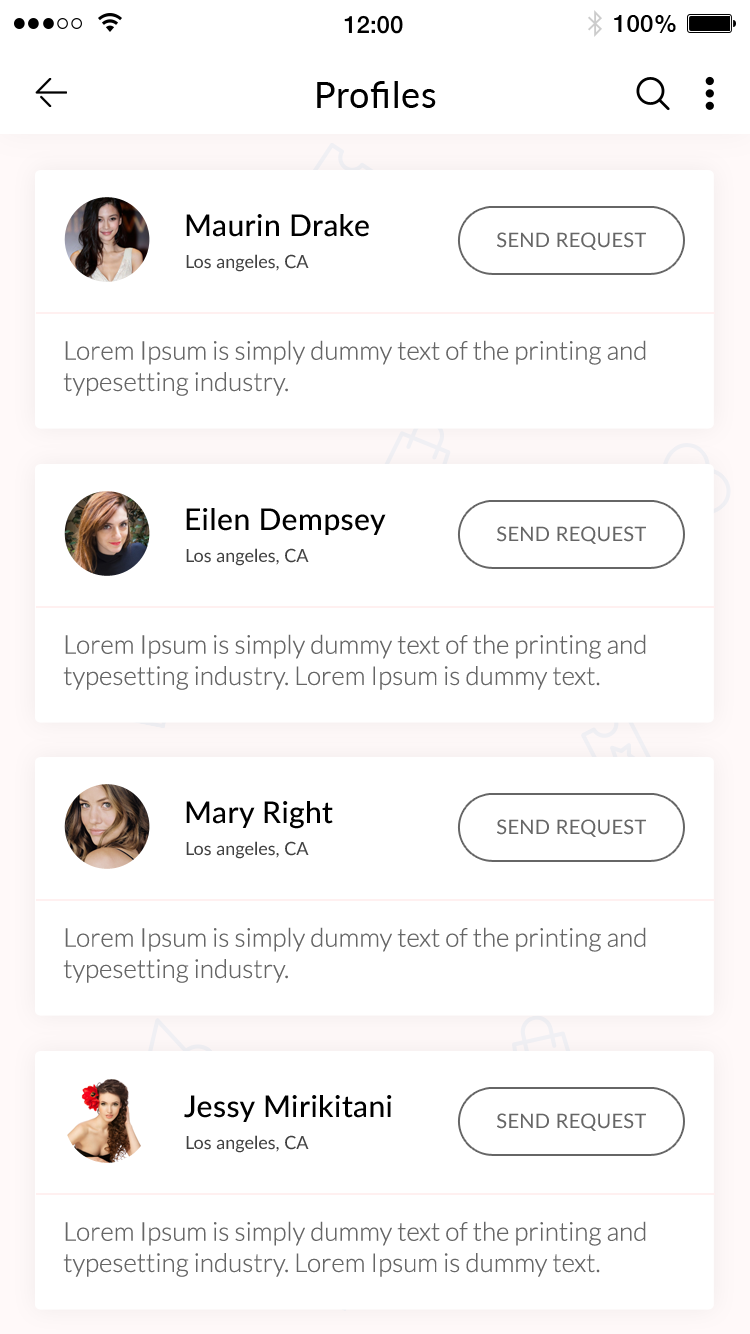 12:00
100%
Profiles
Maurin Drake
SEND REQUEST
Los angeles, CA
Lorem Ipsum is simply dummy text of the printing and
typesetting industry.
Eilen Dempsey
SEND REQUEST
Los angeles, CA
Lorem Ipsum is simply dummy text of the printing and
typesetting industry. Lorem Ipsum is dummy text.
Mary Right
SEND REQUEST
Los angeles, CA
Lorem Ipsum is simply dummy text of the printing and
typesetting industry.
Jessy Mirikitani
SEND REQUEST
Los angeles, CA
Lorem Ipsum is simply dummy text of the printing and
typesetting industry. Lorem Ipsum is dummy text.